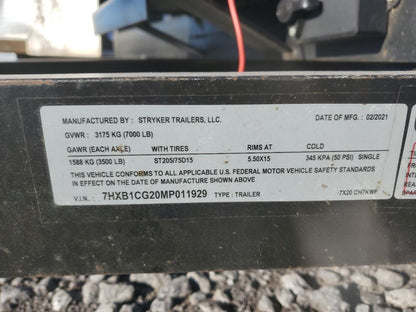 MANUFACTURED BY : STRYKER TRAILERS, LLC. DATE OF MFG. : 02/2021
GVWR : 3175 KG (7000 LB)
GAWR (EACH AXLE) WITH TIRES RIMS AT COLD
1588 KG (3500 LB) ST205/75D15 5.50X15 345 KPA (50 PSI) SINGLE
THIS VEHICLE CONFORMS TO ALL APPLICABLE U.S. FEDERAL MOTOR VEHICLE SAFETY STANDARDS
IN EFFECT ON THE DATE OF MANUFACTURE SHOWN ABOVE
V.I.N. : 7HXB1CG20MP011929 TYPE : TRAILER 7X20 CH7KWF